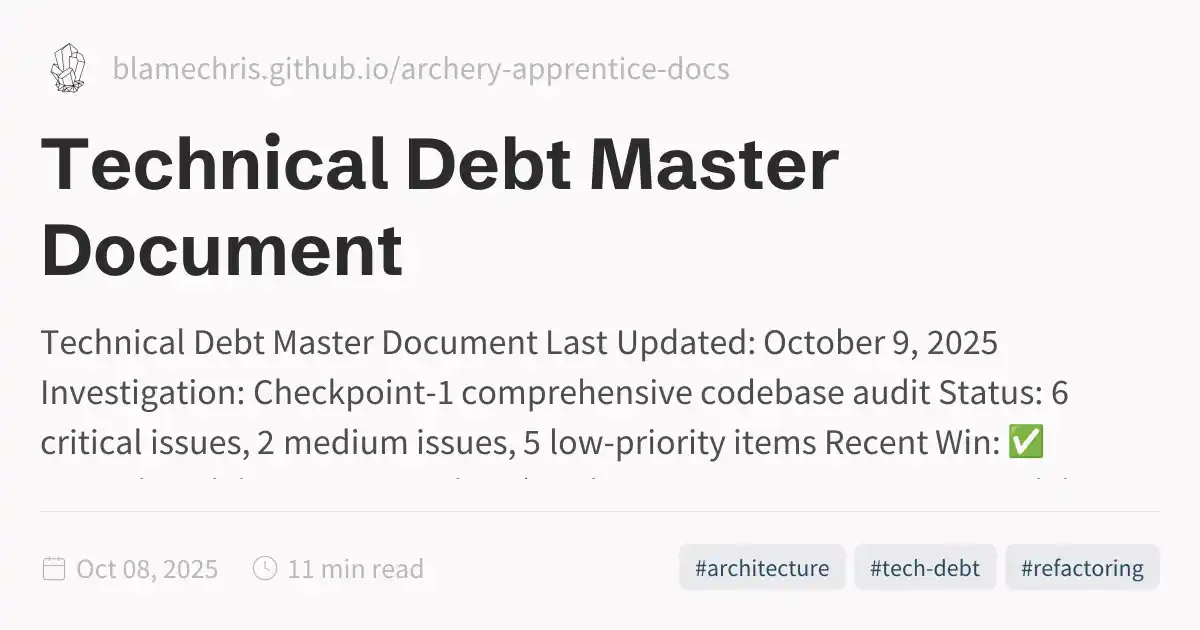 blamechris.github.io/archery-apprentice-docs
Technical Debt Master
Document
Technical Debt Master Document Last Updated: October 9, 2025
Investigation: Checkpoint-1 comprehensive codebase audit Status: 6
critical issues, 2 medium issues, 5 low-priority items Recent Win: ✅
Oct 08, 2025
11 min read
#architecture
#tech-debt
#refactoring